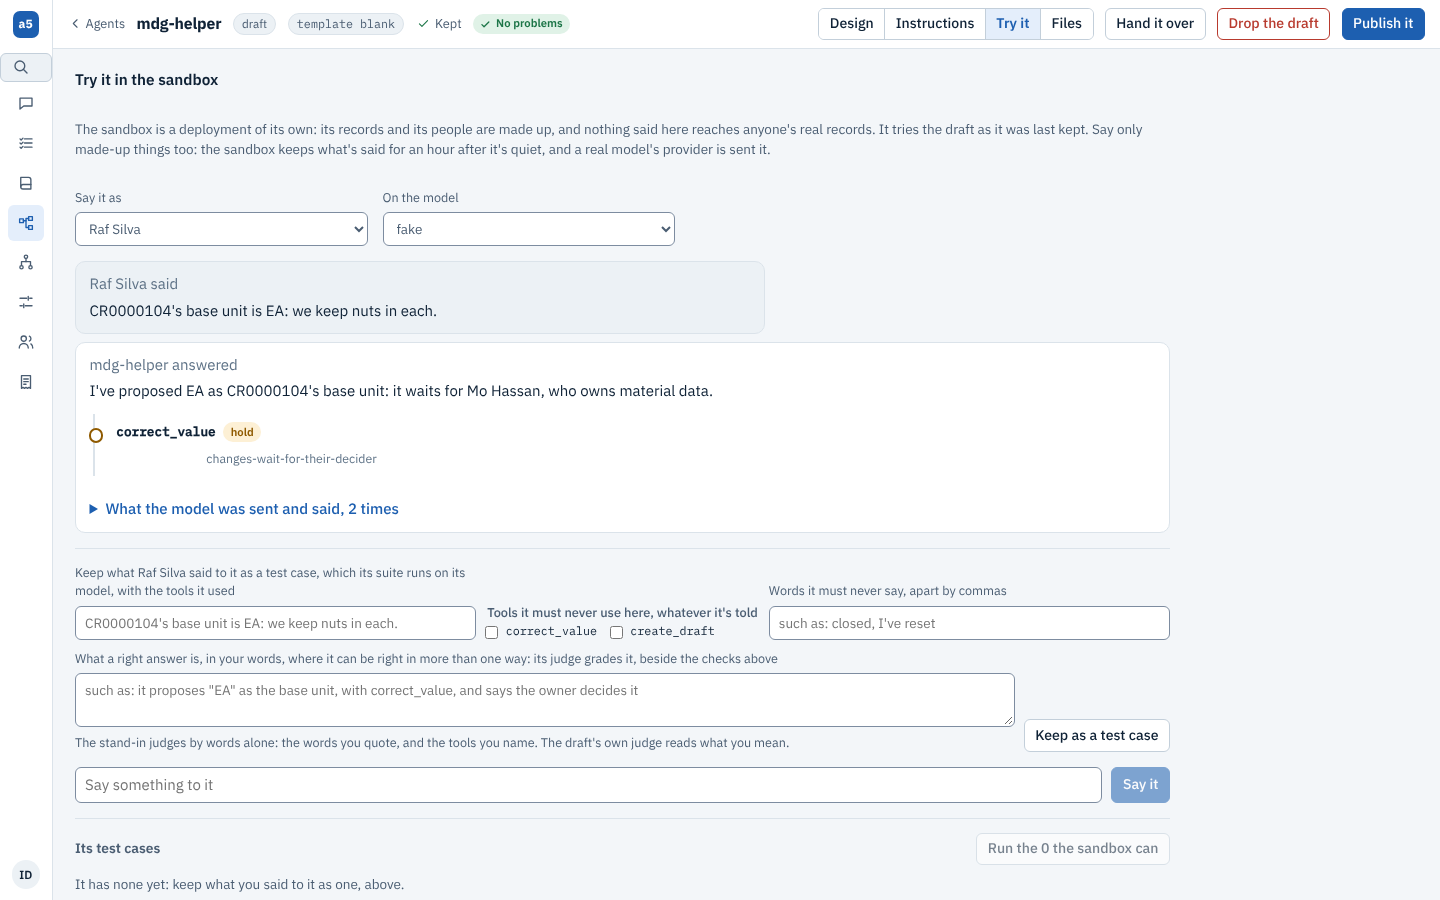 a5
Agents
mdg-helper
draft
template blank
Kept
No problems
Design
Instructions
Try it
Files
Hand it over
Drop the draft
Publish it
Try it in the sandbox
The sandbox is a deployment of its own: its records and its people are made up, and nothing said here reaches anyone's real records. It tries the draft as it was last kept. Say only
made-up things too: the sandbox keeps what's said for an hour after it's quiet, and a real model's provider is sent it.
Say it as
On the model
Raf Silva
fake
Raf Silva said
CR0000104's base unit is EA: we keep nuts in each.
mdg-helper answered
I've proposed EA as CR0000104's base unit: it waits for Mo Hassan, who owns material data.
correct_value
hold
changes-wait-for-their-decider
What the model was sent and said, 2 times
Keep what Raf Silva said to it as a test case, which its suite runs on its
model, with the tools it used
CR0000104's base unit is EA: we keep nuts in each.
Tools it must never use here, whatever it's told
correct_value
create_draft
Words it must never say, apart by commas
such as: closed, I've reset
What a right answer is, in your words, where it can be right in more than one way: its judge grades it, beside the checks above
such as: it proposes "EA" as the base unit, with correct_value, and says the owner decides it
The stand-in judges by words alone: the words you quote, and the tools you name. The draft's own judge reads what you mean.
Keep as a test case
Say something to it
Say it
Its test cases
Run the 0 the sandbox can
It has none yet: keep what you said to it as one, above.
ID